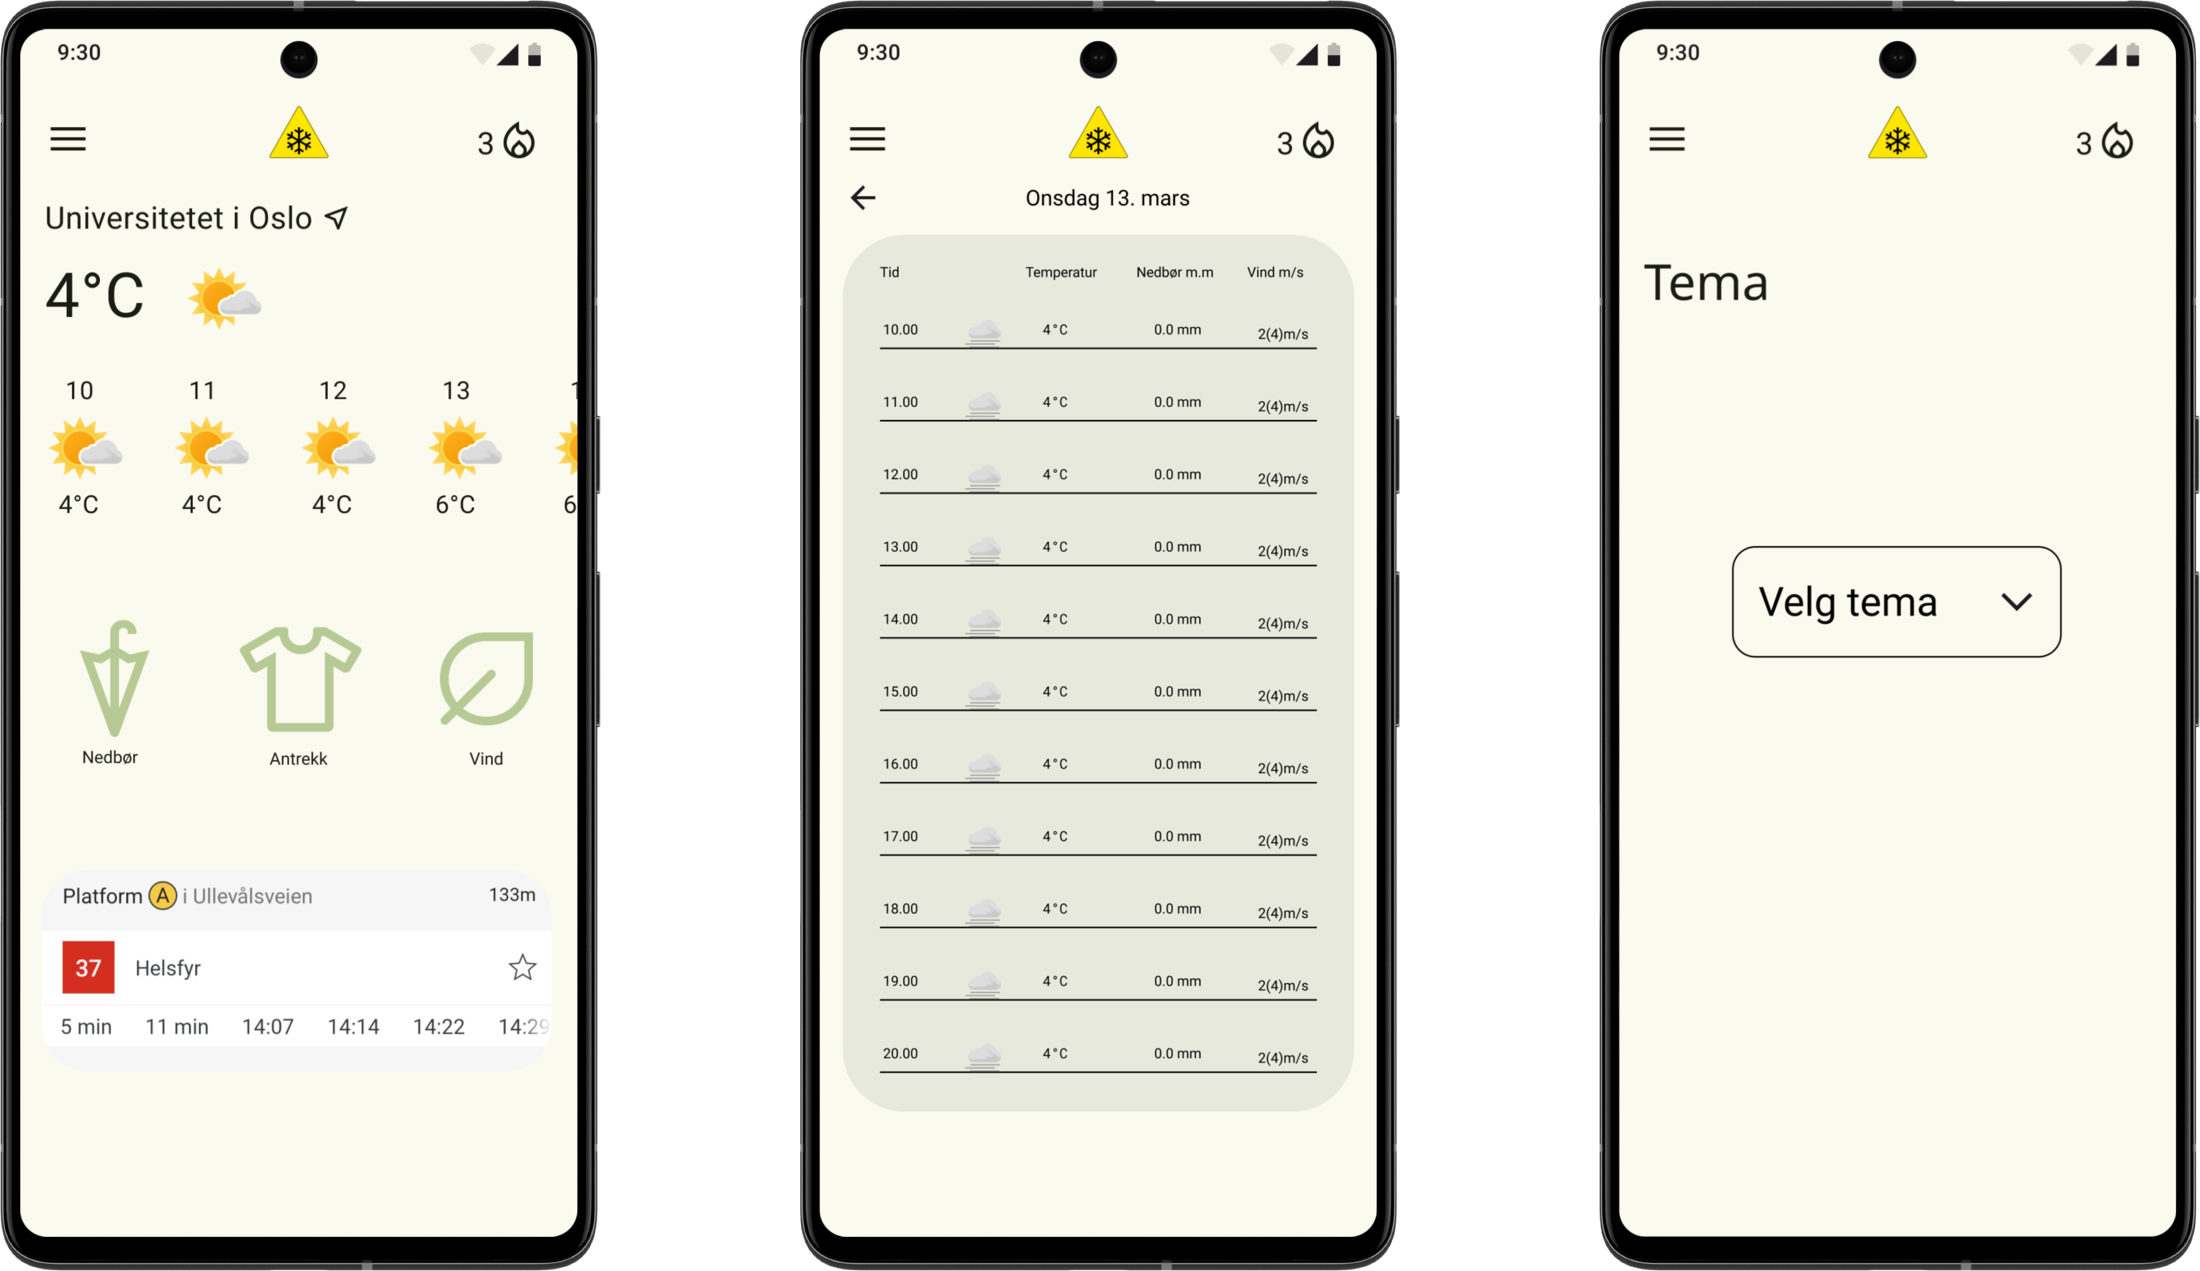 9:30
3
Universitetet i Oslo
4°C
10 11 12 13 1
4°C 4°C 4°C 6°C 6
Nedbør Antrekk Vind
Platform A i Ullevålsveien 133m
37 Helsfyr
5 min 11 min 14:07 14:14 14:22 14:29
9:30
3
Onsdag 13. mars
Tid Temperatur Nedbør m.m Vind m/s
10.00 4°C 0.0 mm 2(4)m/s
11.00 4°C 0.0 mm 2(4)m/s
12.00 4°C 0.0 mm 2(4)m/s
13.00 4°C 0.0 mm 2(4)m/s
14.00 4°C 0.0 mm 2(4)m/s
15.00 4°C 0.0 mm 2(4)m/s
16.00 4°C 0.0 mm 2(4)m/s
17.00 4°C 0.0 mm 2(4)m/s
18.00 4°C 0.0 mm 2(4)m/s
19.00 4°C 0.0 mm 2(4)m/s
20.00 4°C 0.0 mm 2(4)m/s
9:30
3
Tema
Velg tema